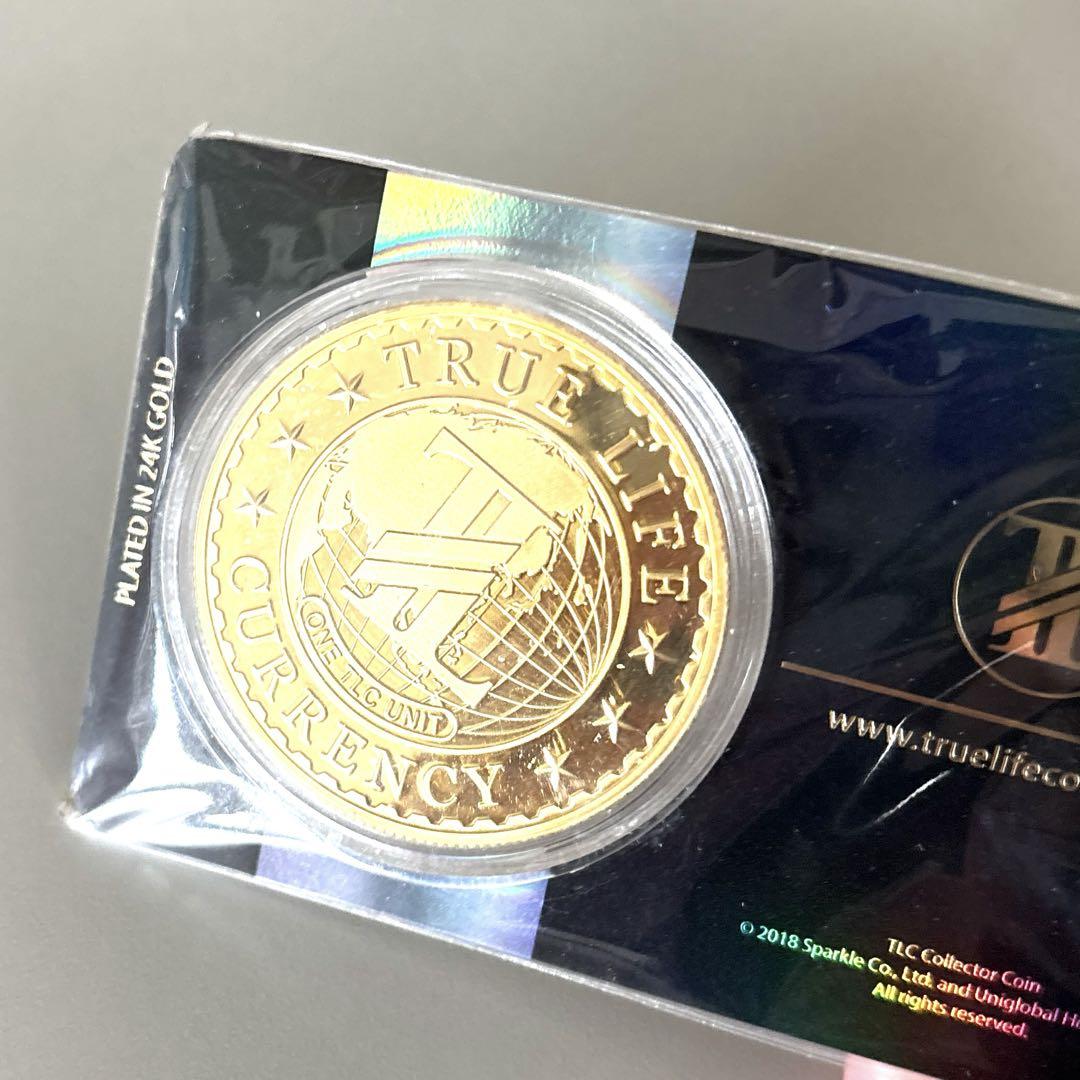 PLATED IN 24K GOLD
TRUE LIFE
CURRENCY
ONE TLC UNIT
www.truelifeco
TLC Collector Coin
© 2018 Sparkle Co., Ltd. and Uniglobal
All rights reserved.